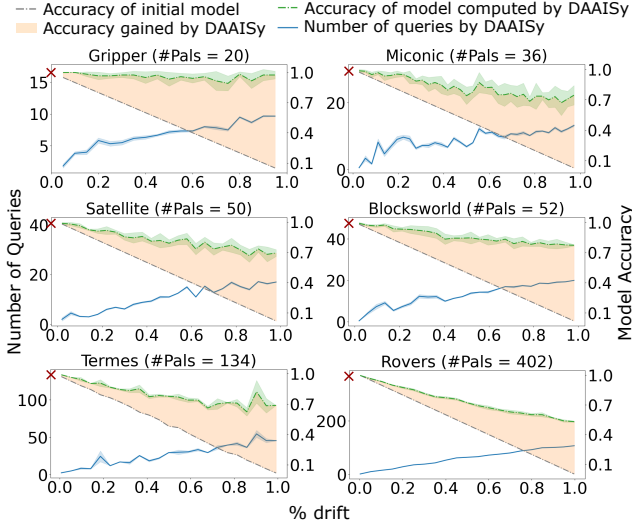 Accuracy of initial model
Accuracy of model computed by DAAISy
Accuracy gained by DAAISy
Number of queries by DAAISy
Gripper (#Pals = 20)
15
10
5
1.0
0.7
0.4
0.1
0.0 0.2 0.4 0.6 0.8 1.0
Miconic (#Pals = 36)
20
0
1.0
0.7
0.4
0.1
0.0 0.2 0.4 0.6 0.8 1.0
Satellite (#Pals = 50)
40
20
0
1.0
0.7
0.4
0.1
0.0 0.2 0.4 0.6 0.8 1.0
Blocksworld (#Pals = 52)
40
20
0
1.0
0.7
0.4
0.1
0.0 0.2 0.4 0.6 0.8 1.0
Termes (#Pals = 134)
100
50
0
1.0
0.7
0.4
0.1
0.0 0.2 0.4 0.6 0.8 1.0
Rovers (#Pals = 402)
200
0
1.0
0.7
0.4
0.1
0.0 0.2 0.4 0.6 0.8 1.0
Number of Queries
Model Accuracy
% drift